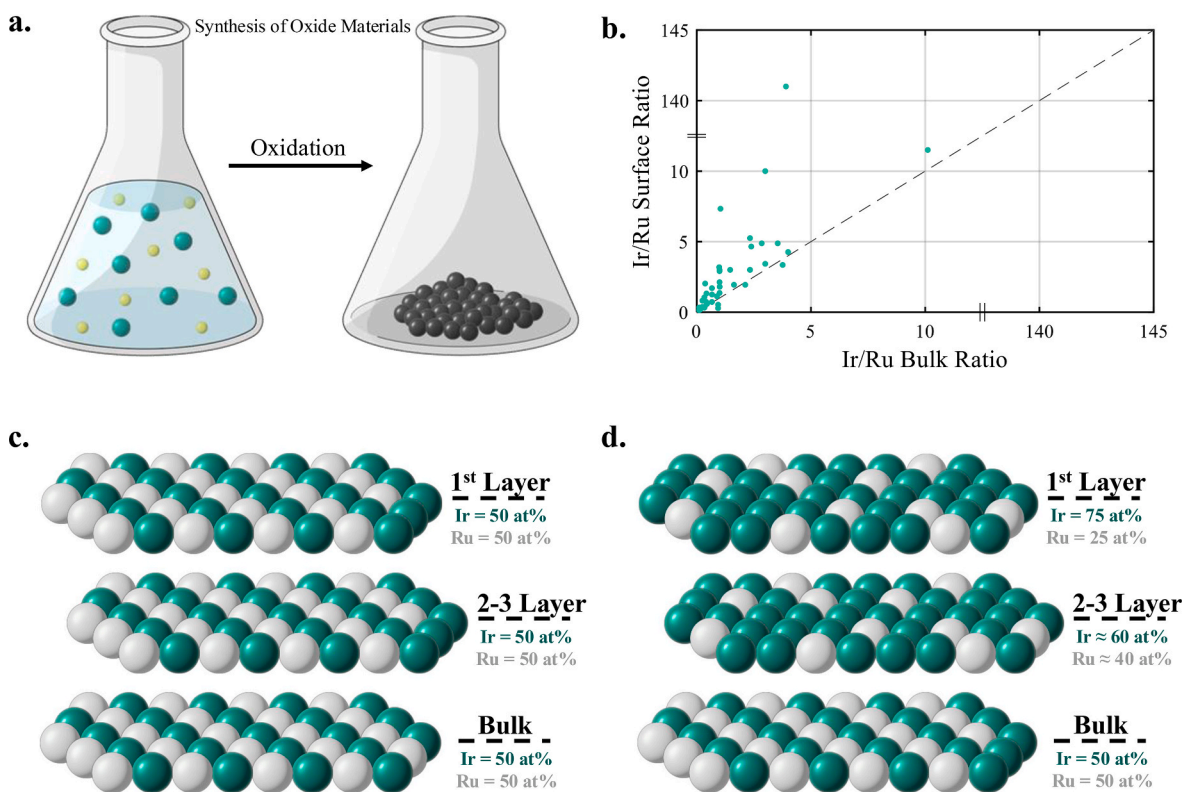 a.
Synthesis of Oxide Materials
Oxidation
b.
145
140
10
5
0
Ir/Ru Surface Ratio
0
5
10
140
145
Ir/Ru Bulk Ratio
c.
1st Layer
Ir = 50 at%
Ru = 50 at%
2-3 Layer
Ir = 50 at%
Ru = 50 at%
Bulk
Ir = 50 at%
Ru = 50 at%
d.
1st Layer
Ir = 75 at%
Ru = 25 at%
2-3 Layer
Ir ≈ 60 at%
Ru ≈ 40 at%
Bulk
Ir = 50 at%
Ru = 50 at%